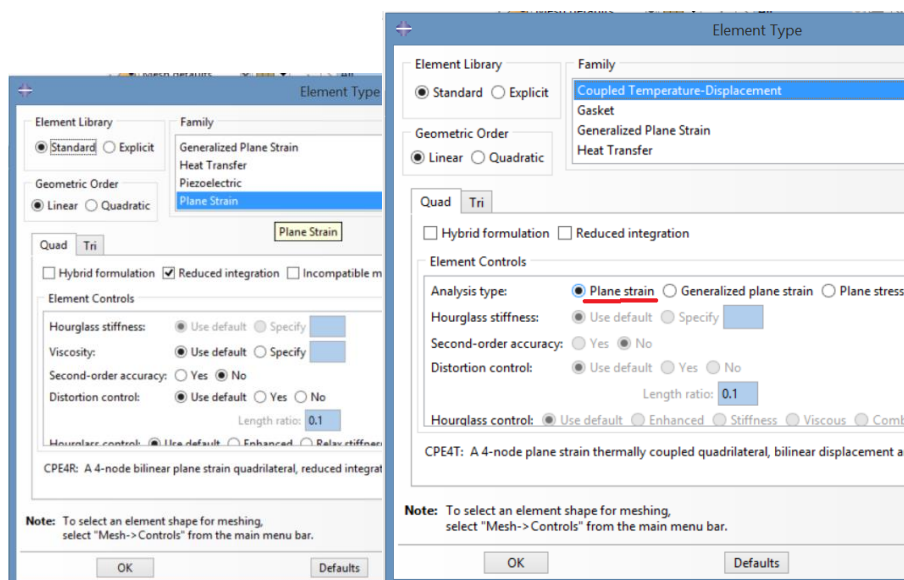 Element Type
Element Library
Standard Explicit
Family
Generalized Plane Strain
Heat Transfer
Piezoelectric
Plane Strain
Geometric Order
Linear Quadratic
Plane Strain
Quad Tri
Hybrid formulation Reduced integration Incompatible m
Element Controls
Hourglass stiffness: Use default Specify
Viscosity: Use default Specify
Second-order accuracy: Yes No
Distortion control: Use default Yes No
Length ratio: 0.1
Hourglass control: Use default Enhanced Relax stiffnes
CPE4R: A 4-node bilinear plane strain quadrilateral, reduced integrat
Note: To select an element shape for meshing,
select "Mesh->Controls" from the main menu bar.
OK Defaults
Element Type
Element Library
Standard Explicit
Family
Coupled Temperature-Displacement
Gasket
Generalized Plane Strain
Heat Transfer
Geometric Order
Linear Quadratic
Quad Tri
Hybrid formulation Reduced integration
Element Controls
Analysis type: Plane strain Generalized plane strain Plane stress
Hourglass stiffness: Use default Specify
Second-order accuracy: Yes No
Distortion control: Use default Yes No
Length ratio: 0.1
Hourglass control: Use default Enhanced Stiffness Viscous Comb
CPE4T: A 4-node plane strain thermally coupled quadrilateral, bilinear displacement a
Note: To select an element shape for meshing,
select "Mesh->Controls" from the main menu bar.
OK Defaults